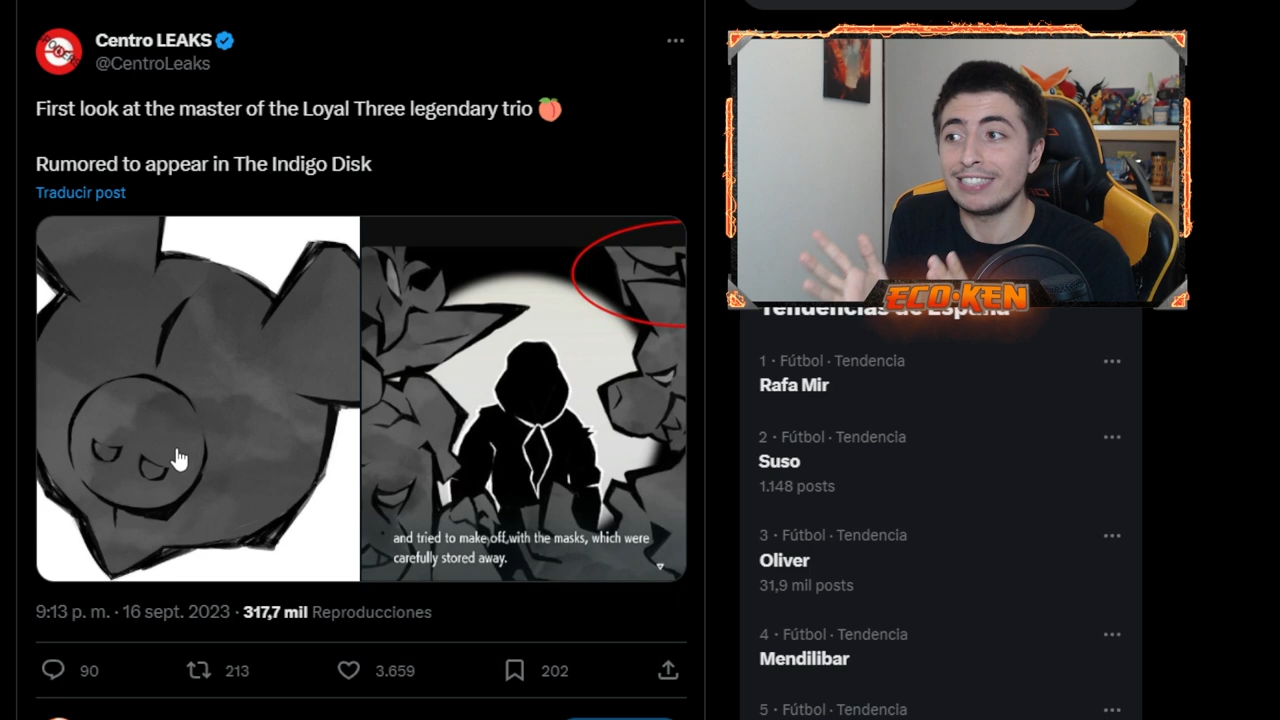 Centro LEAKS
@CentroLeaks
First look at the master of the Loyal Three legendary trio 🍑
Rumored to appear in The Indigo Disk
Traducir post
and tried to make off with the masks, which were
carefully stored away.
9:13 p. m. · 16 sept. 2023 · 317,7 mil Reproducciones
90
213
3.659
202
ECO·KEN
Tendencias de España
1 · Fútbol · Tendencia
Rafa Mir
2 · Fútbol · Tendencia
Suso
1.148 posts
3 · Fútbol · Tendencia
Oliver
31,9 mil posts
4 · Fútbol · Tendencia
Mendilibar
5 · Fútbol · Tendencia